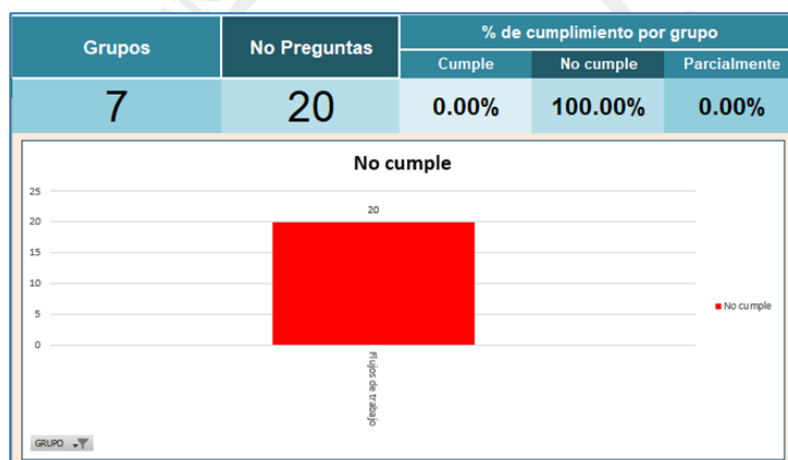 Grupos
No Preguntas
% de cumplimiento por grupo
Cumple
No cumple
Parcialmente
7
20
0.00%
100.00%
0.00%
No cumple
25
20
15
10
5
0
20
No cumple
Flujos de trabajo
GRUPO